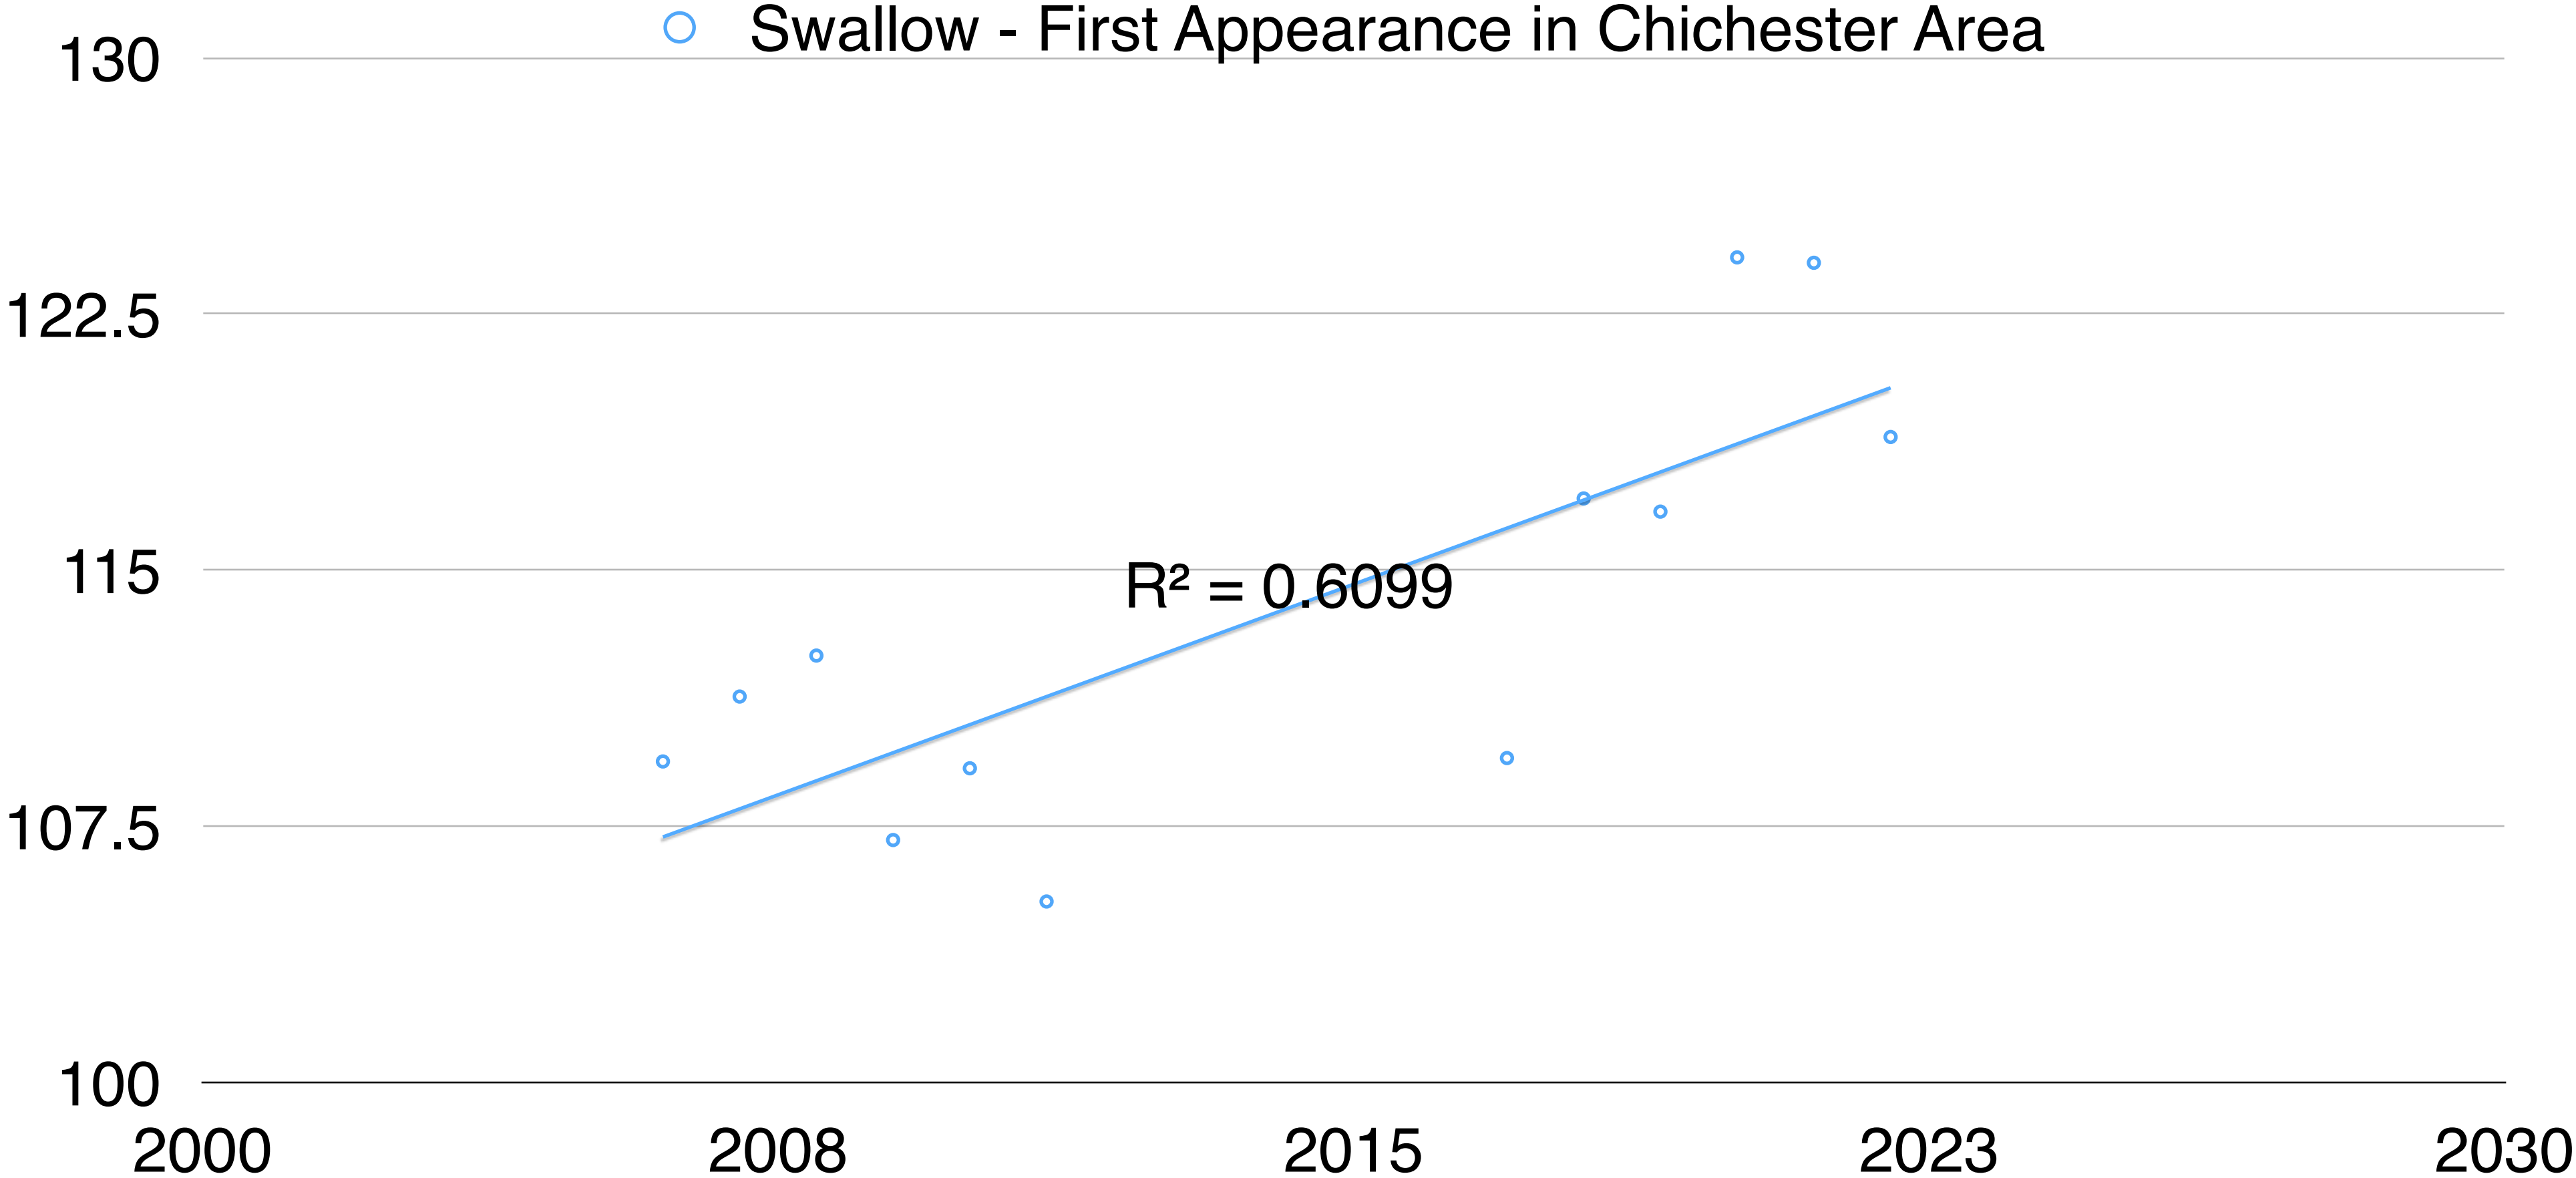 Swallow - First Appearance in Chichester Area
130
122.5
115
R² = 0.6099
107.5
100
2000 2008 2015 2023 2030